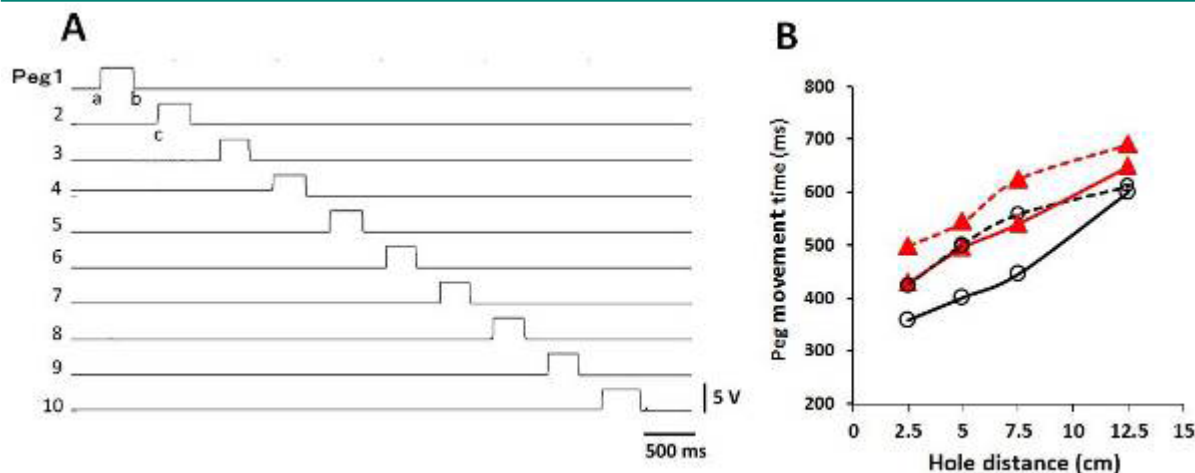 A
Peg1
a
b
2
c
3
4
5
6
7
8
9
10
5 V
500 ms
B
800
700
600
500
400
300
200
Peg movement time (ms)
0 2.5 5 7.5 10 12.5 15
Hole distance (cm)